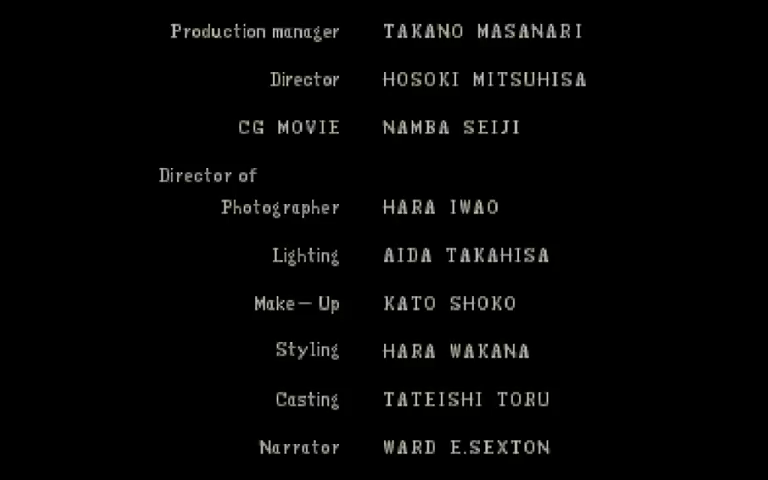 Production manager TAKANO MASANARI
Director HOSOKI MITSUHISA
CG MOVIE NAMBA SEIJI
Director of
Photographer HARA IWAO
Lighting AIDA TAKAHISA
Make-Up KATO SHOKO
Styling HARA WAKANA
Casting TATEISHI TORU
Narrator WARD E.SEXTON